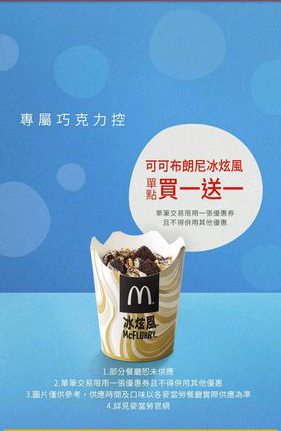 專屬巧克力控
可可布朗尼冰炫風
單點買一送一
單筆交易限用一張優惠券
且不得併用其他優惠
冰炫風
McFLURRY
1.部分餐廳恕未供應
2.單筆交易限用一張優惠券且不得併用其他優惠
3.圖片僅供參考，供應時間及口味以各麥當勞餐廳實際供應為準
4.詳見麥當勞官網